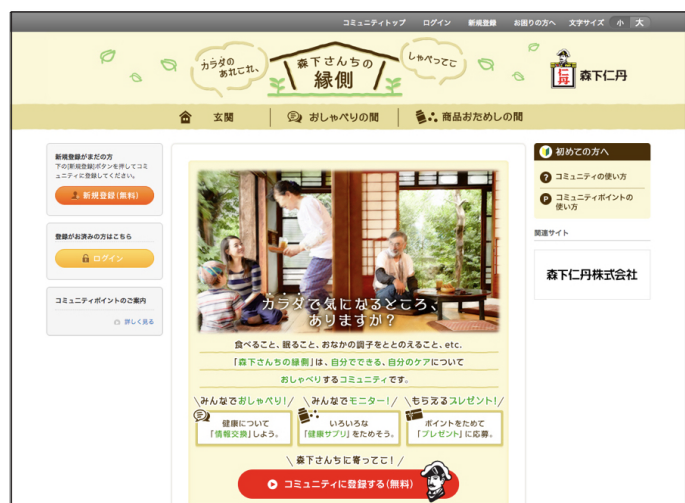 コミュニティトップ ログイン 新規登録 お困りの方へ 文字サイズ 小 大
カラダの
あれこれ、
森下さんちの
縁側
しゃべってこ
仁丹
森下仁丹
玄関 おしゃべりの間 商品おためしの間
新規登録がまだの方
下の[新規登録]ボタンを押してコミ
ュニティに登録してください。
新規登録(無料)
登録がお済みの方はこちら
ログイン
コミュニティポイントのご案内
詳しく見る
カラダで気になるところ、
ありますか?
食べること、眠ること、おなかの調子をととのえること、etc.
「森下さんちの縁側」は、自分でできる、自分のケアについて
おしゃべりするコミュニティです。
\みんなでおしゃべり!/
健康について
「情報交換」しよう。
\みんなでモニター!/
いろいろな
「健康サプリ」をためそう。
\もらえるプレゼント!/
ポイントをためて
「プレゼント」に応募。
\森下さんちに寄ってこ!/
コミュニティに登録する(無料)
初めての方へ
? コミュニティの使い方
P コミュニティポイントの
使い方
関連サイト
森下仁丹株式会社